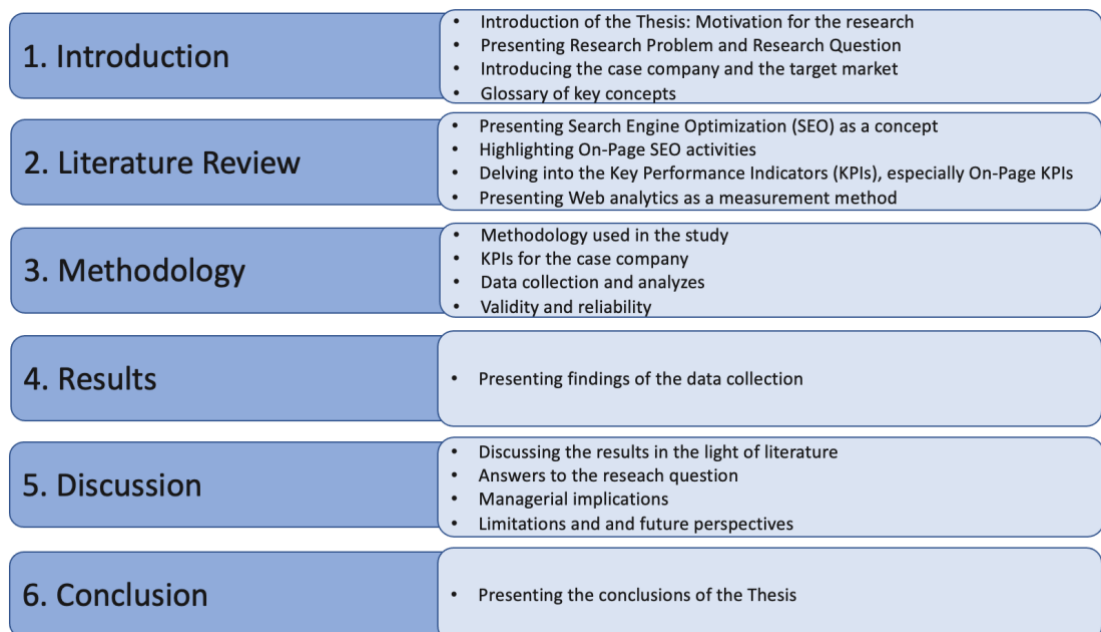 1. Introduction
• Introduction of the Thesis: Motivation for the research
• Presenting Research Problem and Research Question
• Introducing the case company and the target market
• Glossary of key concepts
2. Literature Review
• Presenting Search Engine Optimization (SEO) as a concept
• Highlighting On-Page SEO activities
• Delving into the Key Performance Indicators (KPIs), especially On-Page KPIs
• Presenting Web analytics as a measurement method
3. Methodology
• Methodology used in the study
• KPIs for the case company
• Data collection and analyzes
• Validity and reliability
4. Results
• Presenting findings of the data collection
5. Discussion
• Discussing the results in the light of literature
• Answers to the reseach question
• Managerial implications
• Limitations and and future perspectives
6. Conclusion
• Presenting the conclusions of the Thesis